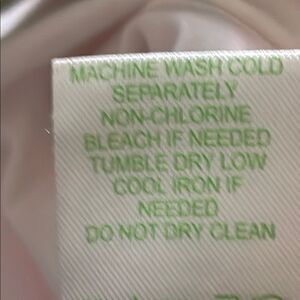 MACHINE WASH COLD
SEPARATELY
NON-CHLORINE
BLEACH IF NEEDED
TUMBLE DRY LOW
COOL IRON IF
NEEDED
DO NOT DRY CLEAN